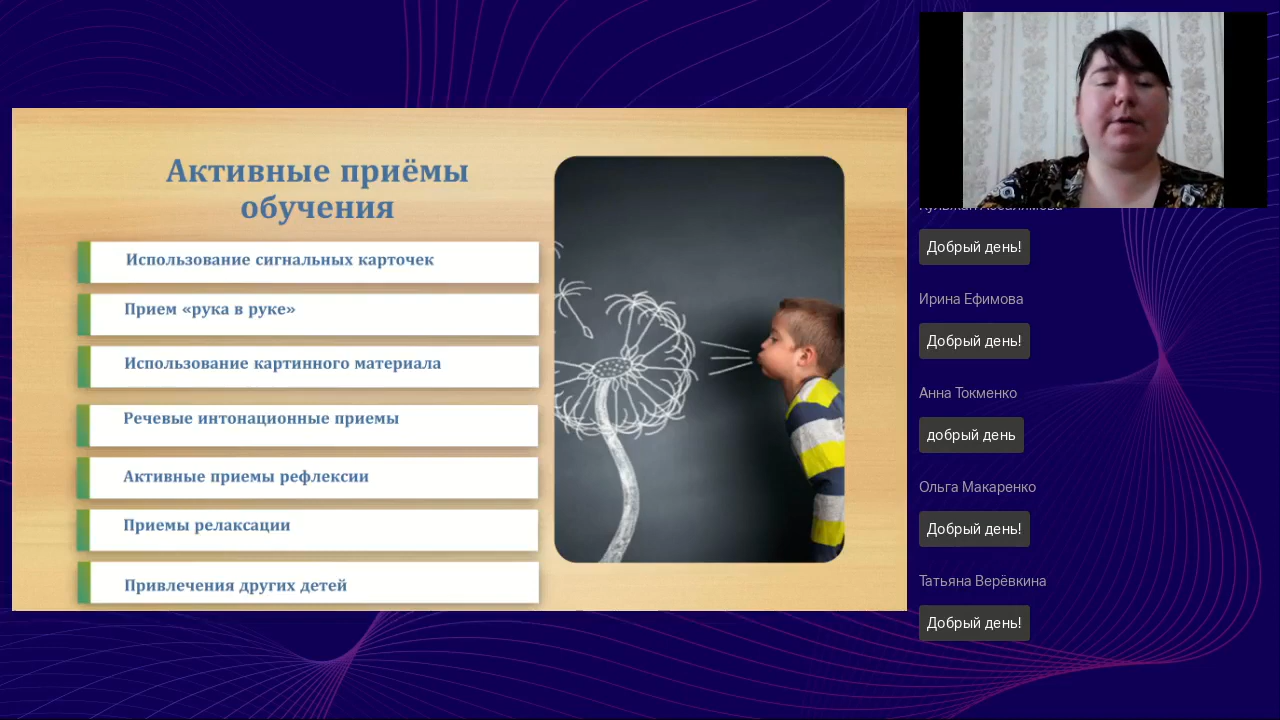 Активные приёмы
обучения
Использование сигнальных карточек
Прием «рука в руке»
Использование картинного материала
Речевые интонационные приемы
Активные приемы рефлексии
Приемы релаксации
Привлечения других детей
Добрый день!
Ирина Ефимова
Добрый день!
Анна Токменко
добрый день
Ольга Макаренко
Добрый день!
Татьяна Верёвкина
Добрый день!